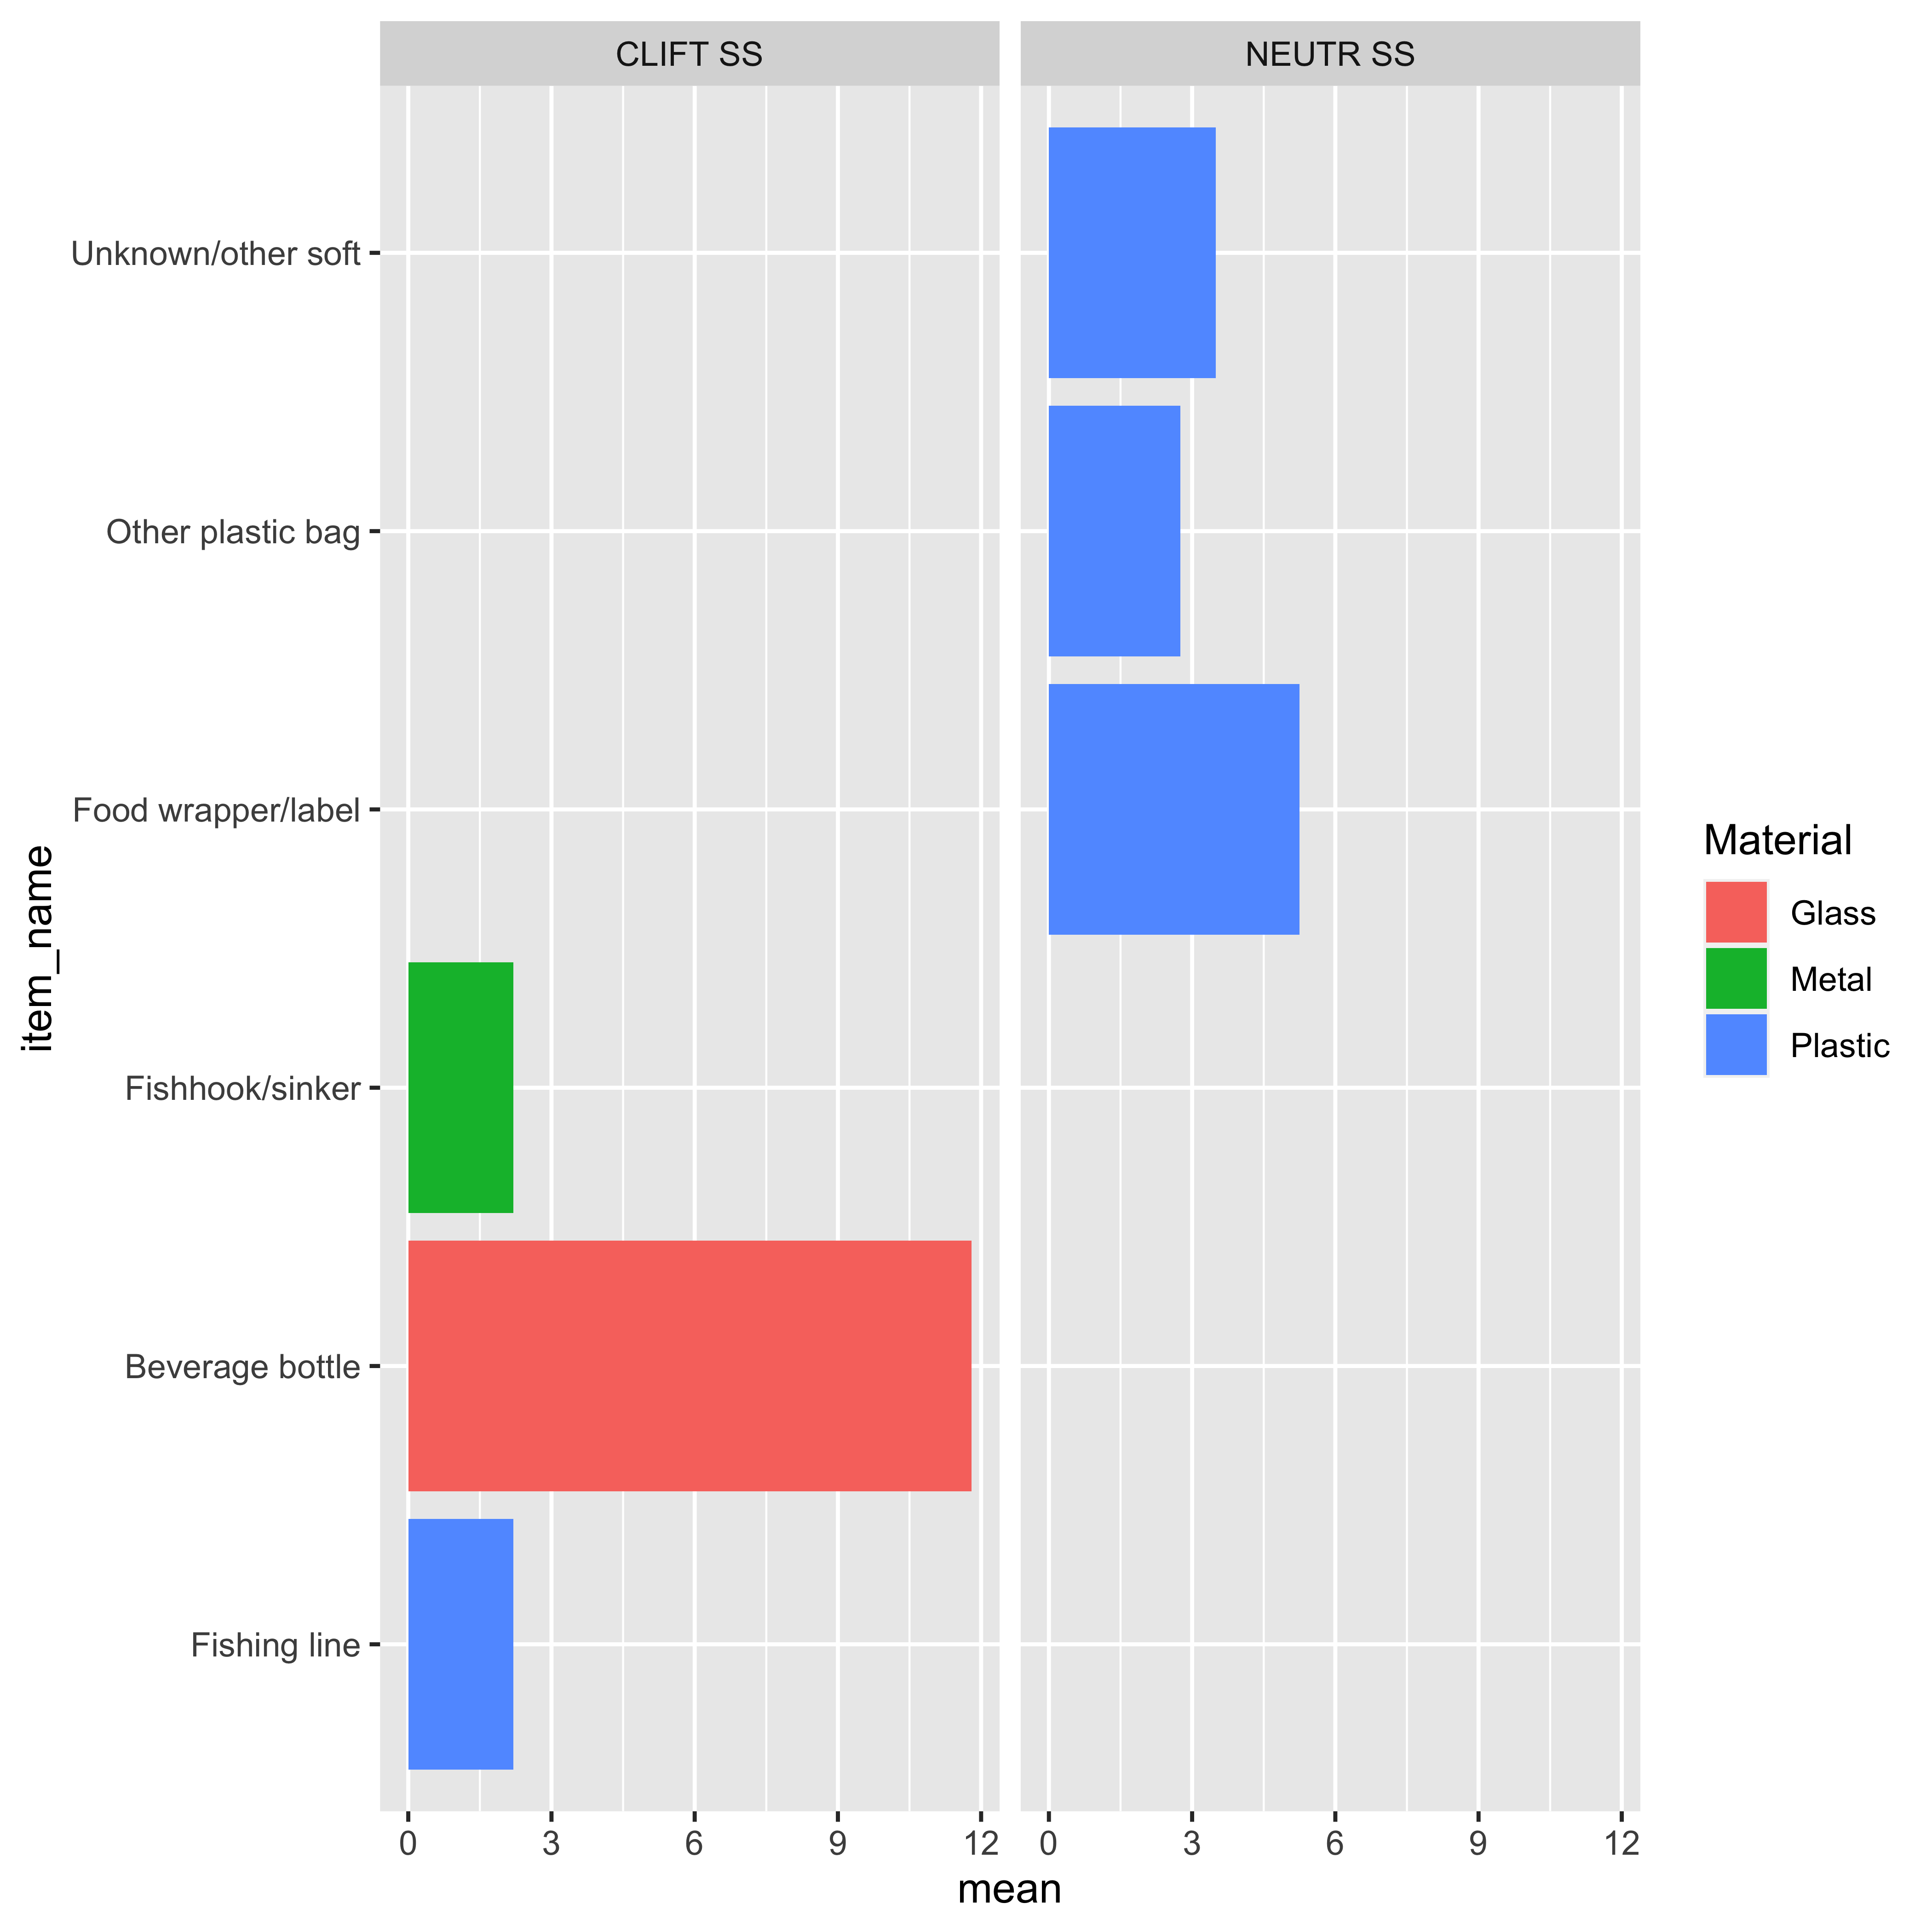 CLIFT SS
NEUTR SS
Unknown/other soft
Other plastic bag
Food wrapper/label
Fishhook/sinker
Beverage bottle
Fishing line
item_name
0 3 6 9 12
0 3 6 9 12
mean
Material
Glass
Metal
Plastic